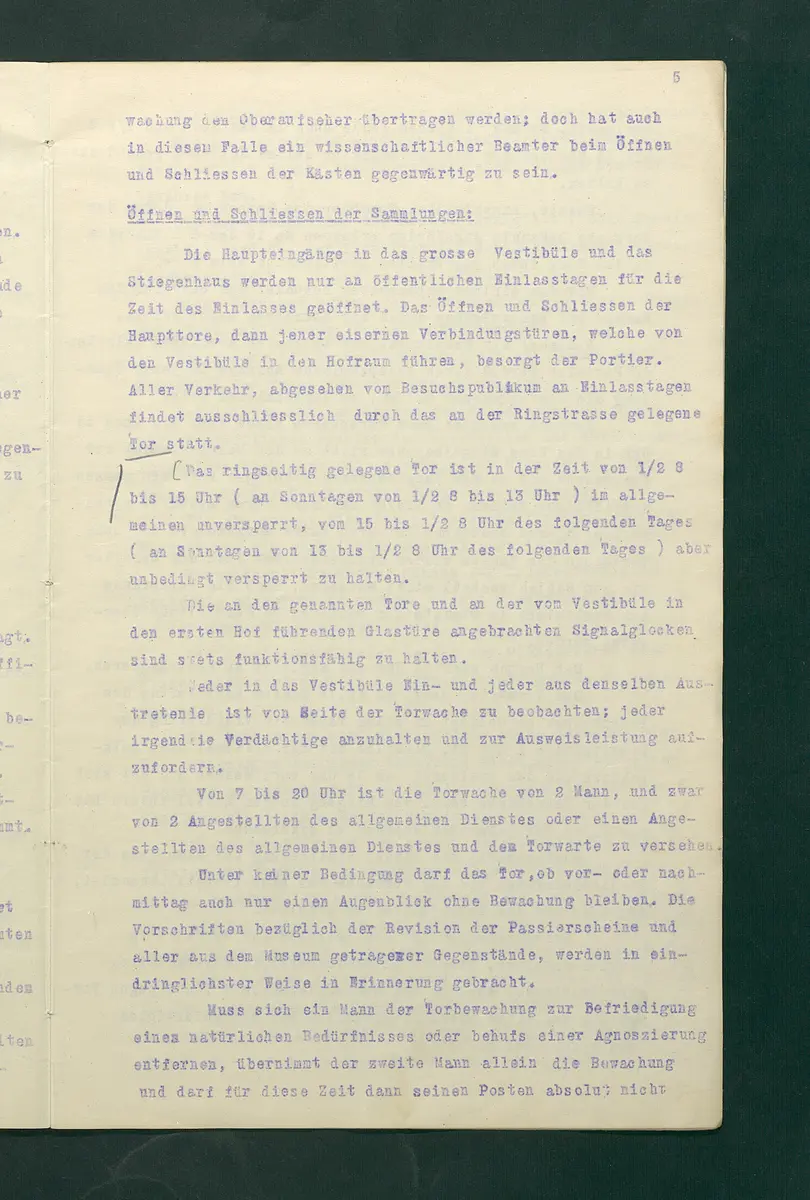 5
wachung dem Oberaufseher übertragen werden; doch hat auch
in diesem Falle ein wissenschaftlicher Beamter beim Öffnen
und Schliessen der Kästen gegenwärtig zu sein.
Öffnen und Schliessen der Sammlungen:
Die Haupteingänge in das grosse Vestibüle und das
Stiegenhaus werden nur an öffentlichen Einlasstagen für die
Zeit des Einlasses geöffnet. Das Öffnen und Schliessen der
Haupttore, dann jener eisernen Verbindungstüren, welche von
den Vestibüle in den Hofraum führen, besorgt der Portier.
Aller Verkehr, abgesehen vom Besuchspublikum an Einlasstagen
findet ausschliesslich durch das an der Ringstrasse gelegene
Tor statt.
(Das ringseitig gelegene Tor ist in der Zeit von 1/2 8
bis 15 Uhr ( an Sonntagen von 1/2 8 bis 13 Uhr ) im allge-
meinen unversperrt, vom 15 bis 1/2 8 Uhr des folgenden Tages
( an Sonntagen von 13 bis 1/2 8 Uhr des folgenden Tages ) aber
unbedingt versperrt zu halten.
Die an den genannten Tore und an der vom Vestibüle in
den ersten Hof führenden Glastüre angebrachten Signalglocken
sind stets funktionsfähig zu halten.
Jeder in das Vestibüle Ein- und jeder aus denselben Aus-
tretende ist von Seite der Torwache zu beobachten; jeder
irgendwie Verdächtige anzuhalten und zur Ausweisleistung auf-
zufordern.
Von 7 bis 20 Uhr ist die Torwache von 2 Mann, und zwar
von 2 Angestellten des allgemeinen Dienstes oder einen Ange-
stellten des allgemeinen Dienstes und dem Torwarte zu versehen.
Unter keiner Bedingung darf das Tor,ob vor- oder nach-
mittag auch nur einen Augenblick ohne Bewachung bleiben. Die
Vorschriften bezüglich der Revision der Passierscheine und
aller aus dem Museum getragener Gegenstände, werden in ein-
dringlichster Weise in Erinnerung gebracht.
Muss sich ein Mann der Torbewachung zur Befriedigung
eines natürlichen Bedürfnisses oder behufs einer Agnoszierung
entfernen, übernimmt der zweite Mann allein die Bewachung
und darf für diese Zeit dann seinen Posten absolut nicht